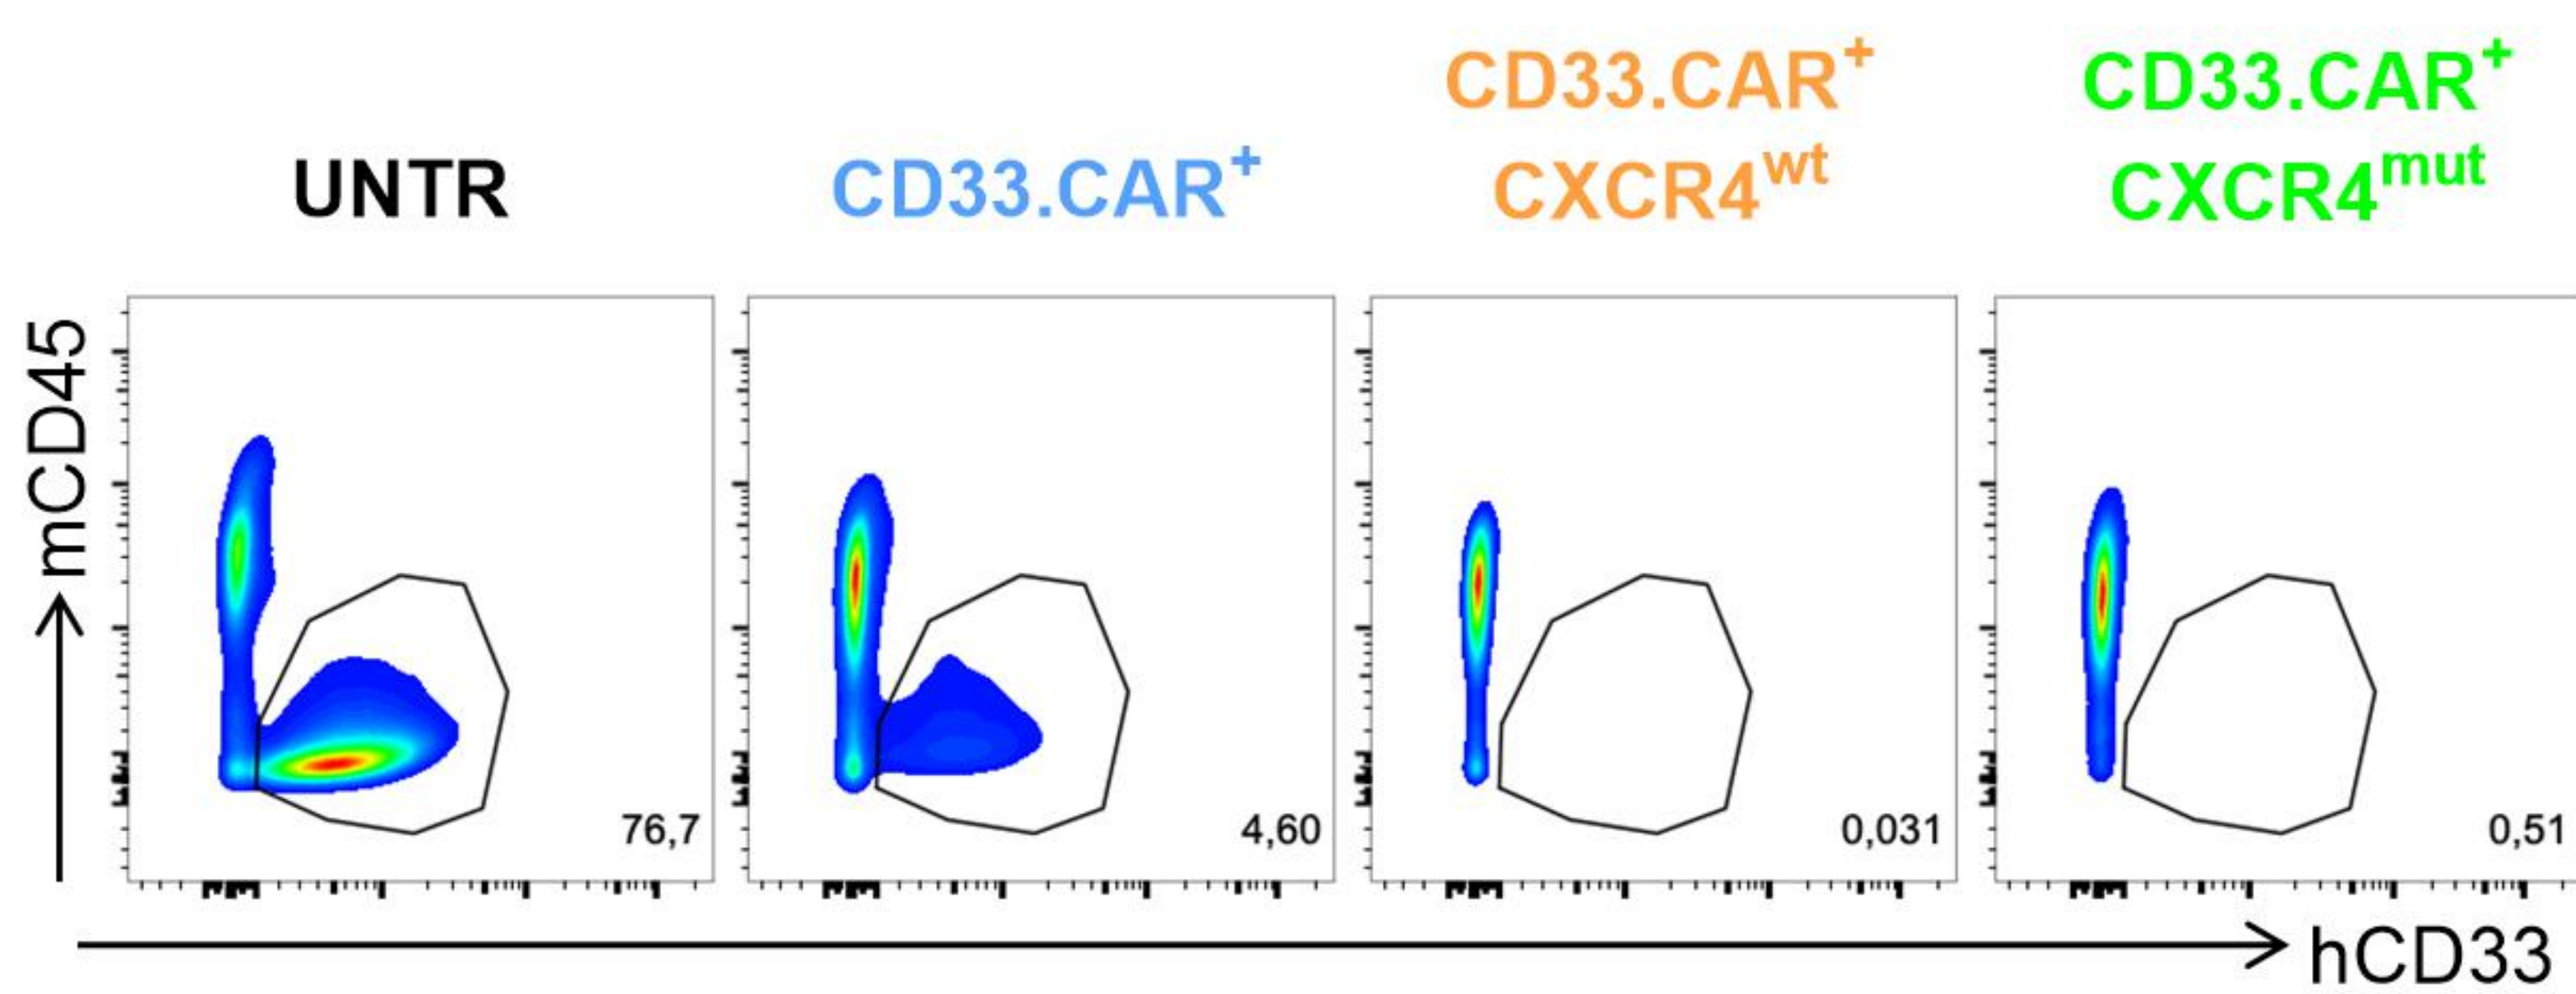 UNTR
CD33.CAR+
CD33.CAR+
CXCR4wt
CD33.CAR+
CXCR4mut
mCD45
76,7
4,60
0,031
0,51
hCD33